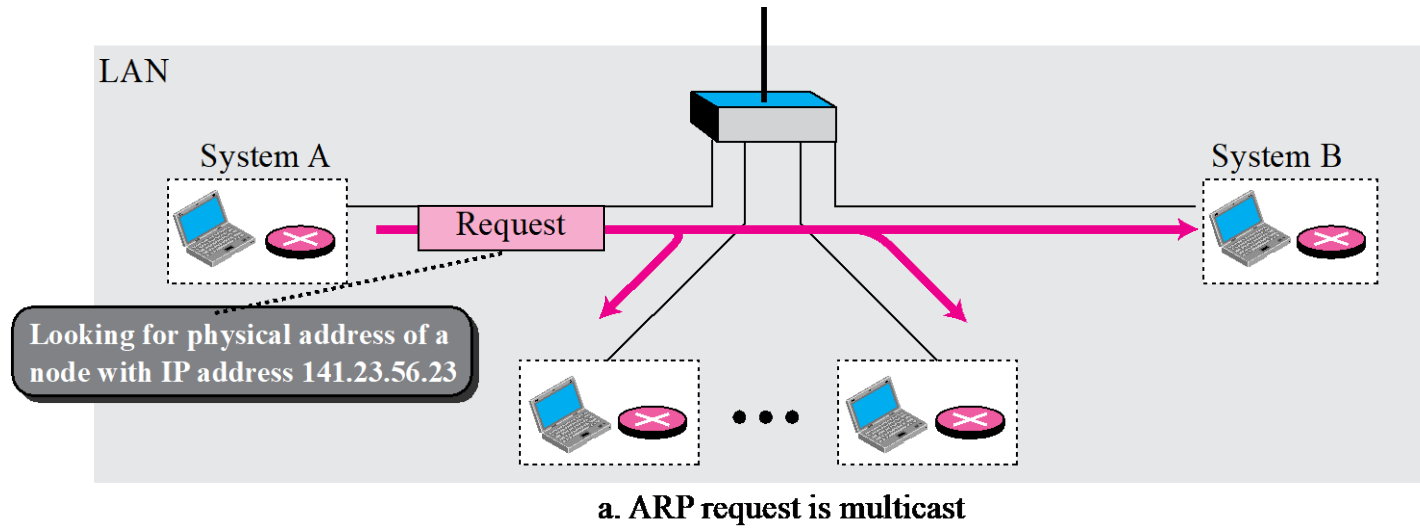 LAN
System A
System B
Request
Looking for physical address of a
node with IP address 141.23.56.23
a. ARP request is multicast